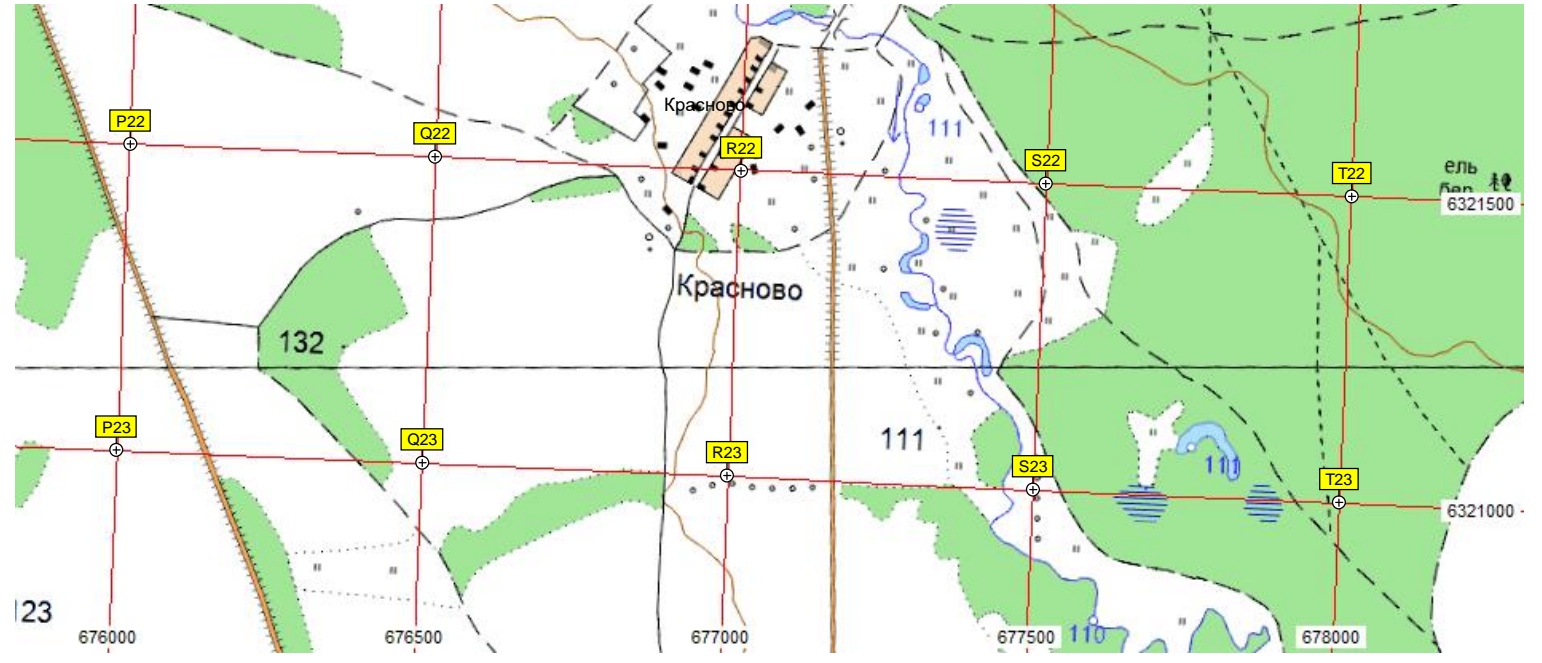 Красново
111
P22
Q22
R22
S22
T22
ель
бер
6321500
Красново
132
111
P23
Q23
R23
S23
T23
111
6321000
123
676000
676500
677000
677500
110
678000